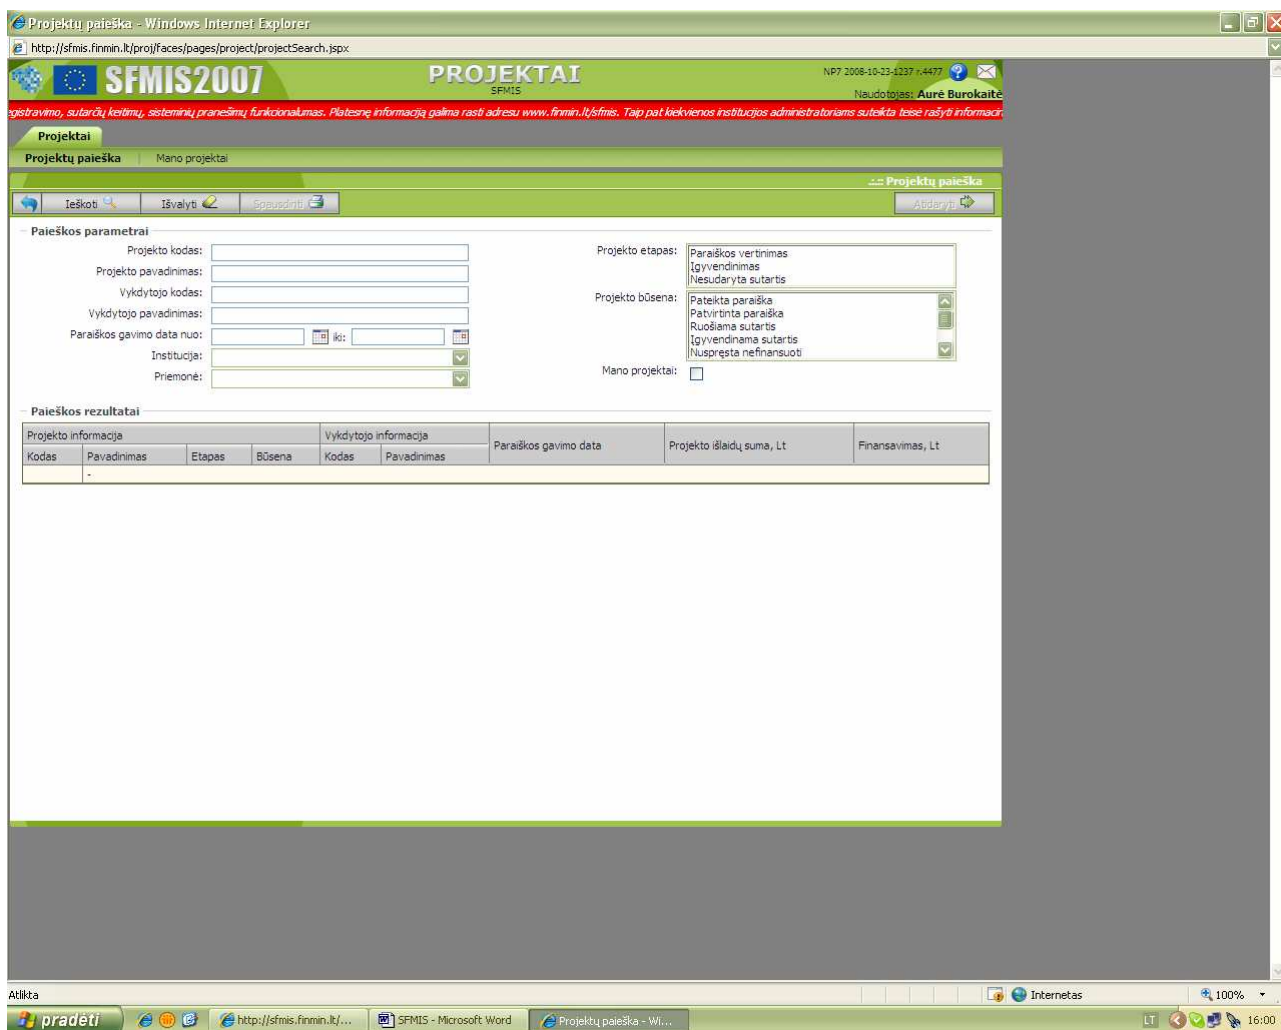 Projektų paieška - Windows Internet Explorer
http://sfmis.finmin.lt/proj/faces/pages/project/projectSearch.jspx
SFMIS2007
PROJEKTAI
SFMIS
NP7 2008-10-23-1237 r.4477
Naudotojas: Aurė Burokaitė
egistravimo, sutarčių keitimų, sisteminių pranešimų funkcionalumas. Platesnę informaciją galima rasti adresu www.finmin.lt/sfmis. Taip pat kiekvienos institucijos administratoriams suteikta teisė rašyti informacin
Projektai
Projektų paieška Mano projektai
.::: Projektų paieška
Ieškoti Išvalyti Spausdinti Atidaryti
Paieškos parametrai
Projekto kodas:
Projekto pavadinimas:
Vykdytojo kodas:
Vykdytojo pavadinimas:
Paraiškos gavimo data nuo: iki:
Institucija:
Priemonė:
Projekto etapas:
Paraiškos vertinimas
Įgyvendinimas
Nesudaryta sutartis
Projekto būsena:
Pateikta paraiška
Patvirtinta paraiška
Ruošiama sutartis
Įgyvendinama sutartis
Nuspręsta nefinansuoti
Mano projektai:
Paieškos rezultatai
Projekto informacija Vykdytojo informacija Paraiškos gavimo data Projekto išlaidų suma, Lt Finansavimas, Lt
Kodas Pavadinimas Etapas Būsena Kodas Pavadinimas
-
Atlikta Internetas 100%
pradėti http://sfmis.finmin.lt/... SFMIS - Microsoft Word Projektų paieška - Wi... LT 16:00